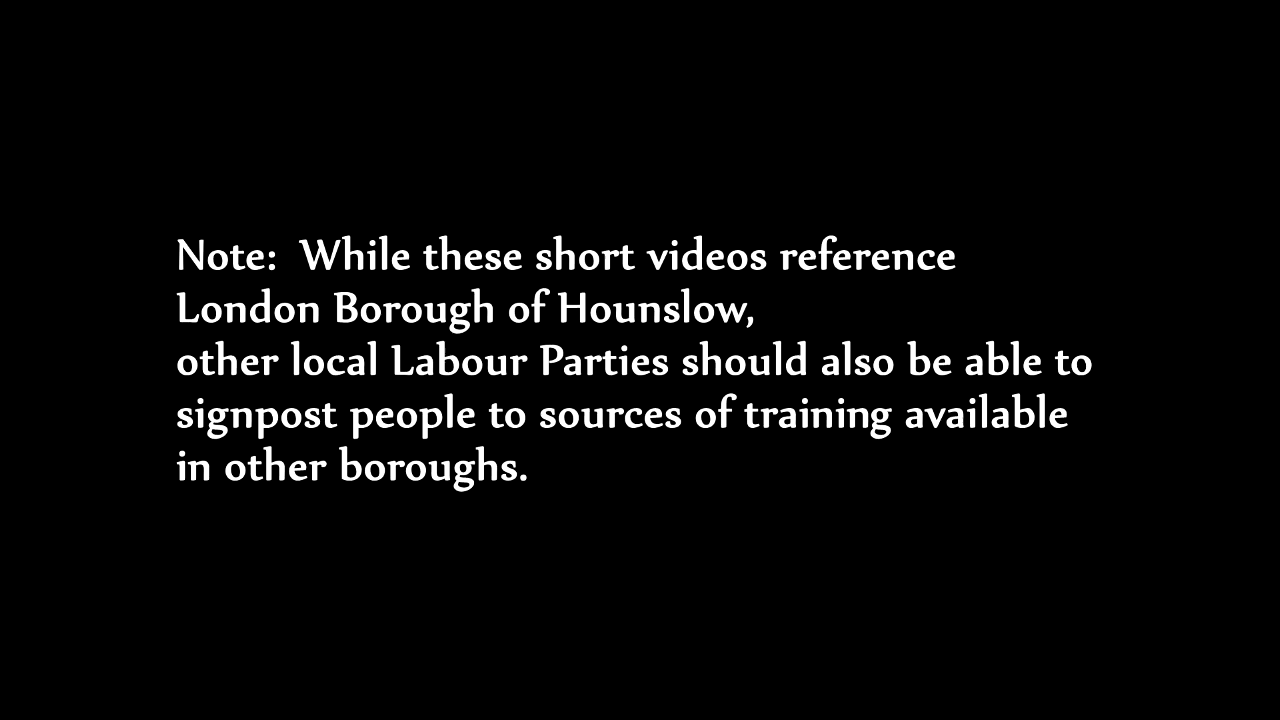 Note:  While these short videos reference
London Borough of Hounslow,
other local Labour Parties should also be able to
signpost people to sources of training available
in other boroughs.